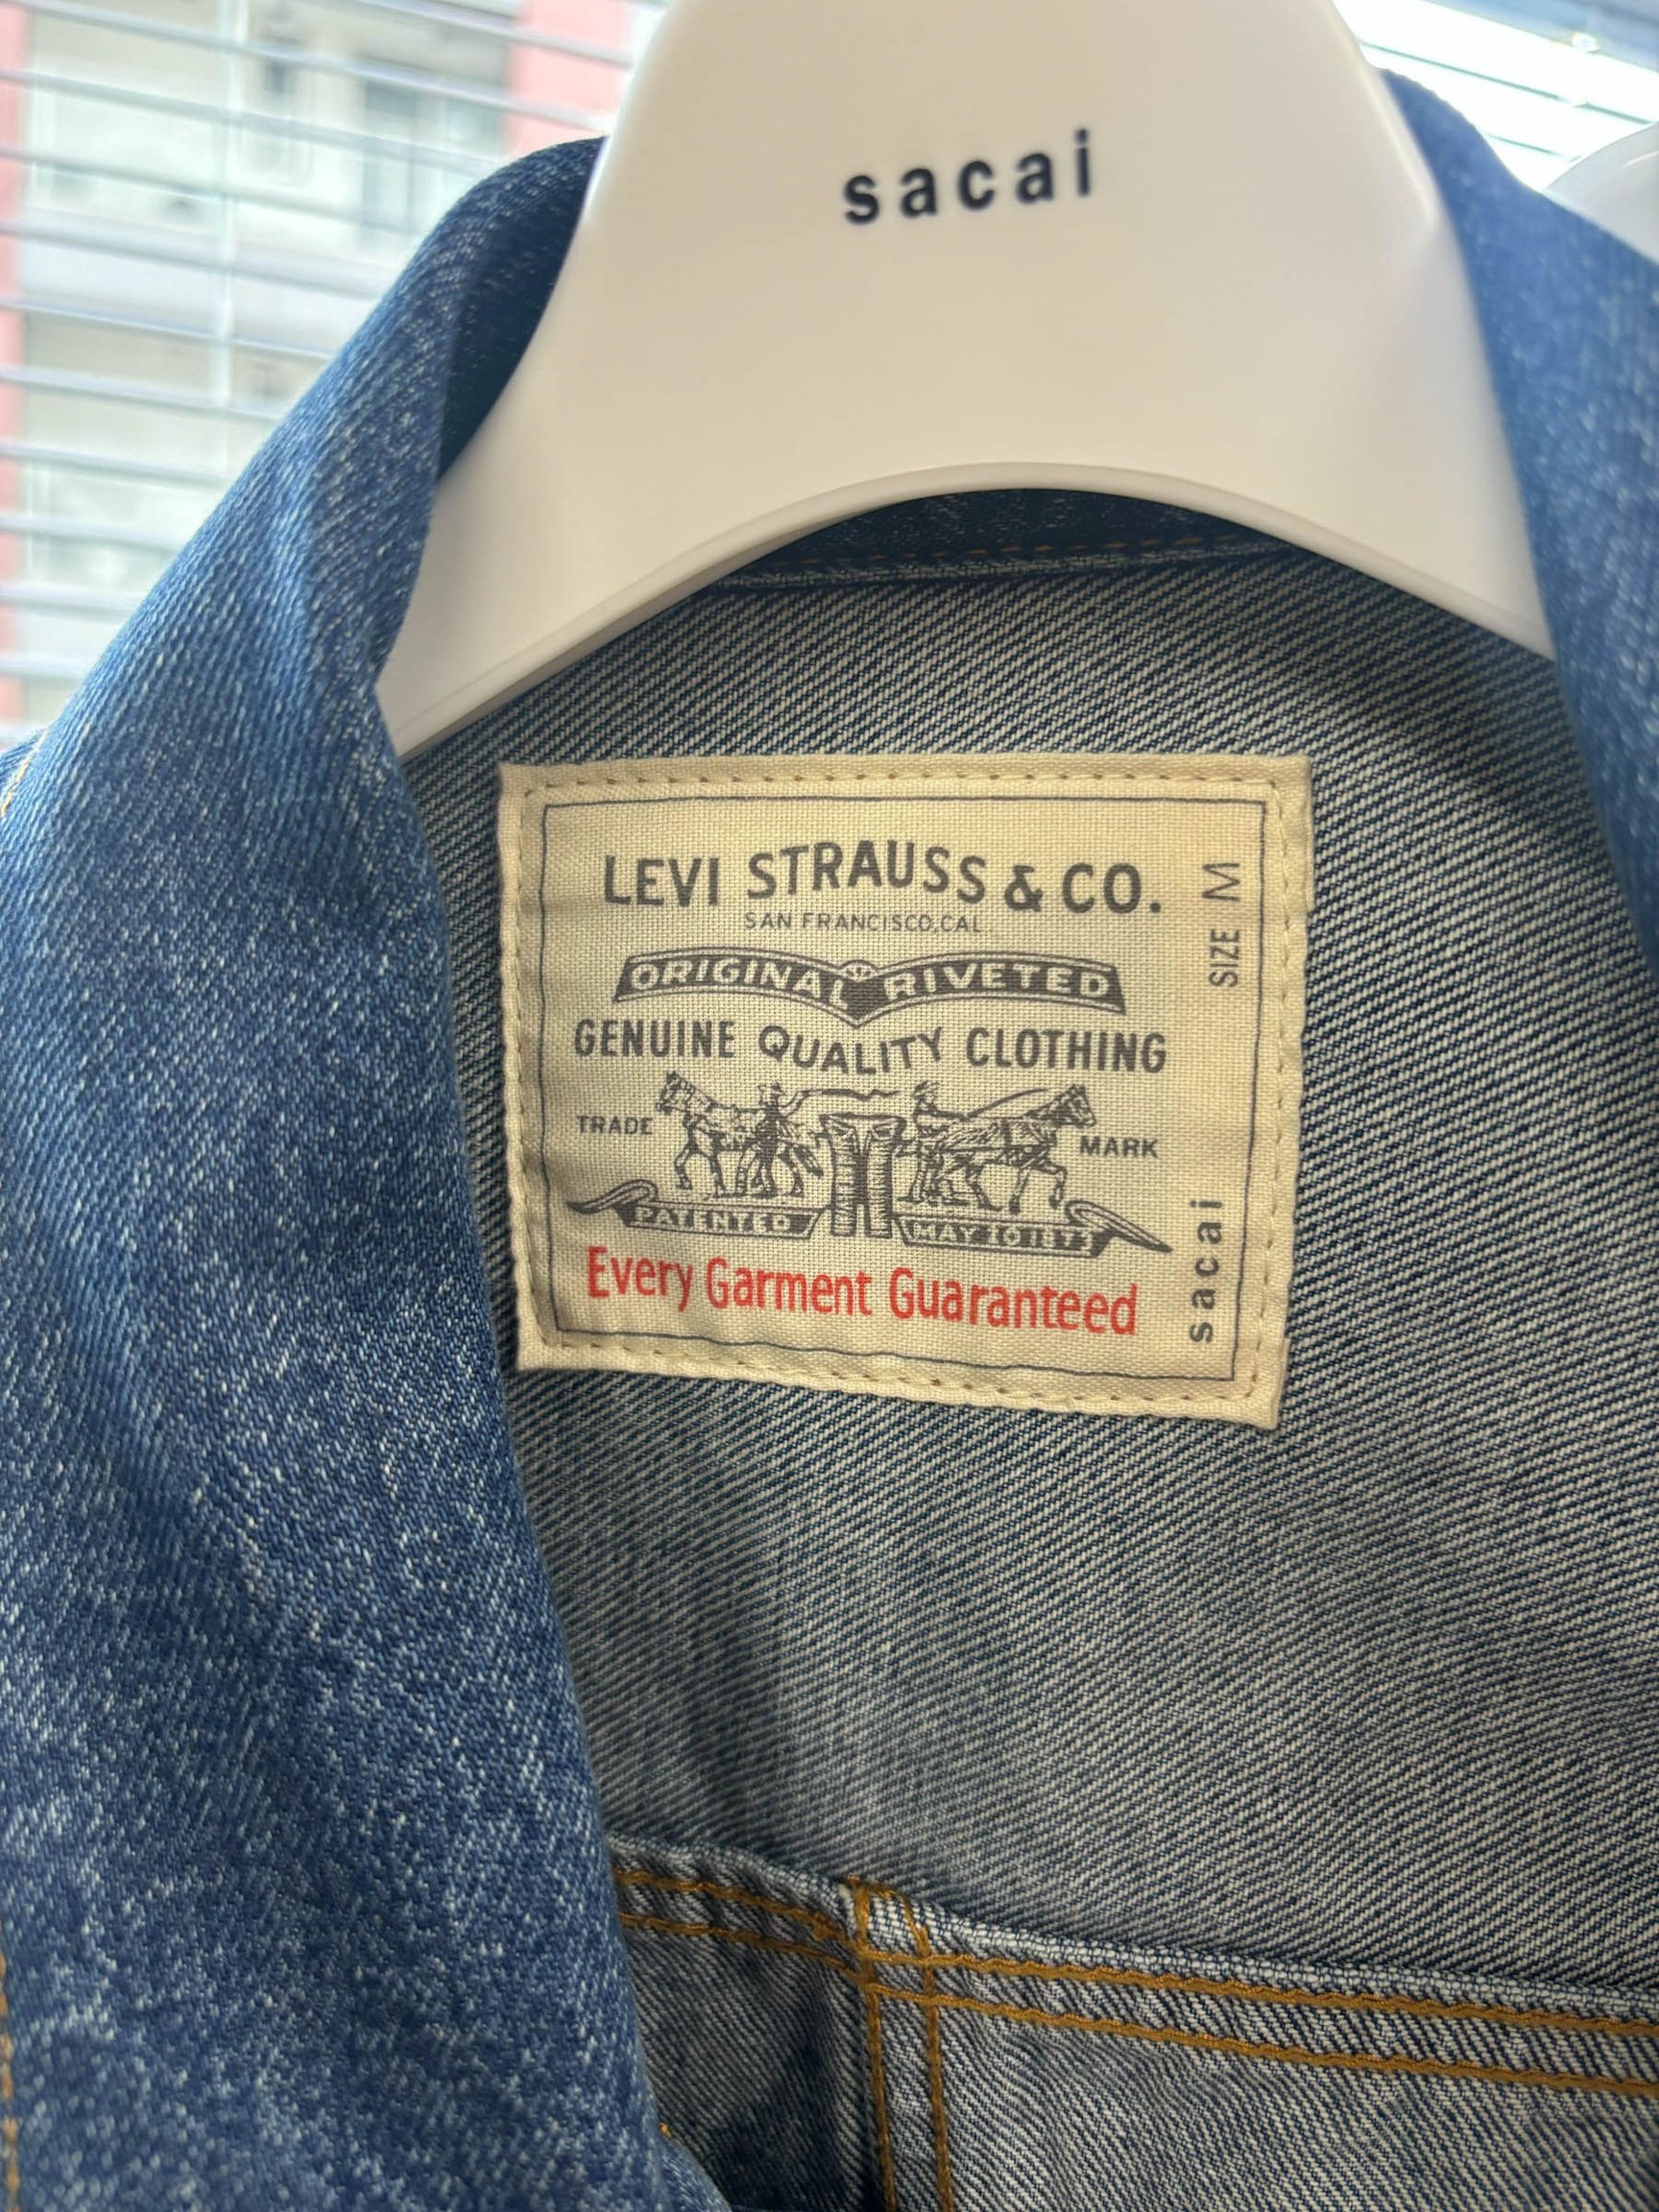 sacai
LEVI STRAUSS & CO.
SAN FRANCISCO, CAL
ORIGINAL RIVETED
GENUINE QUALITY CLOTHING
TRADE MARK
PATENTED MAY 20 1873
Every Garment Guaranteed
SIZE M
sacai